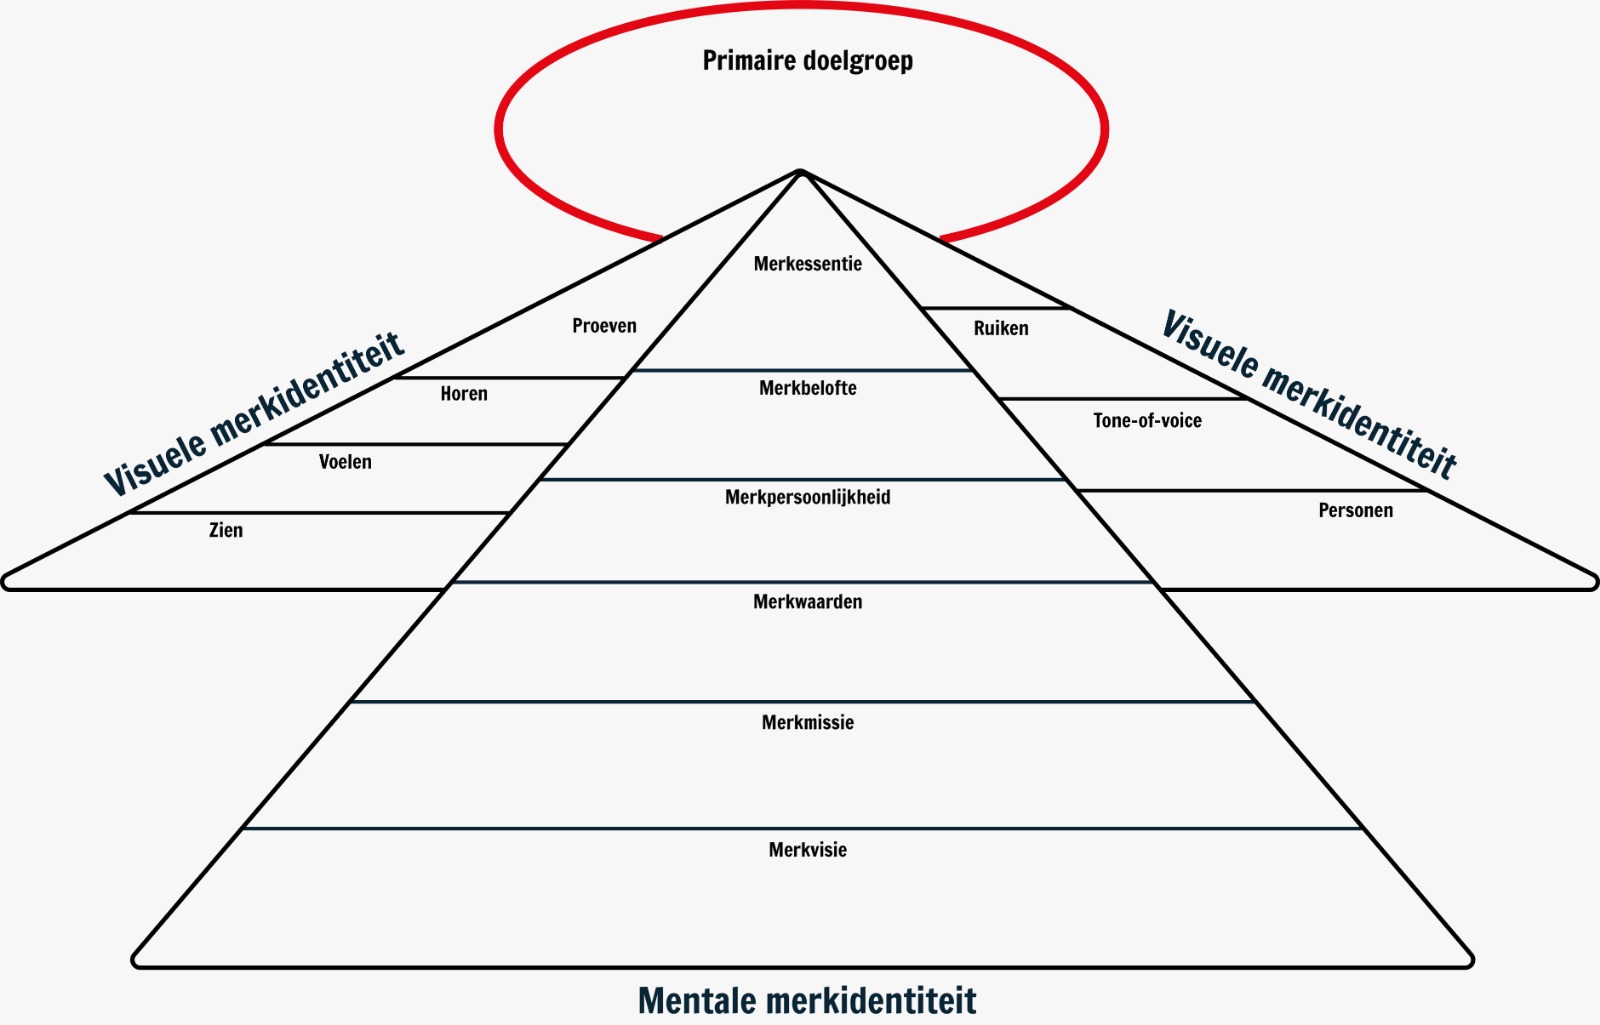 Primaire doelgroep
Merkessentie
Proeven
Ruiken
Visuele merkidentiteit
Visuele merkidentiteit
Merkbelofte
Horen
Tone-of-voice
Voelen
Merkpersoonlijkheid
Personen
Zien
Merkwaarden
Merkmissie
Merkvisie
Mentale merkidentiteit